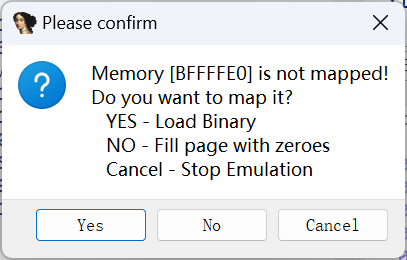 Please confirm
Memory [BFFFFE0] is not mapped!
Do you want to map it?
YES - Load Binary
NO - Fill page with zeroes
Cancel - Stop Emulation
Yes
No
Cancel